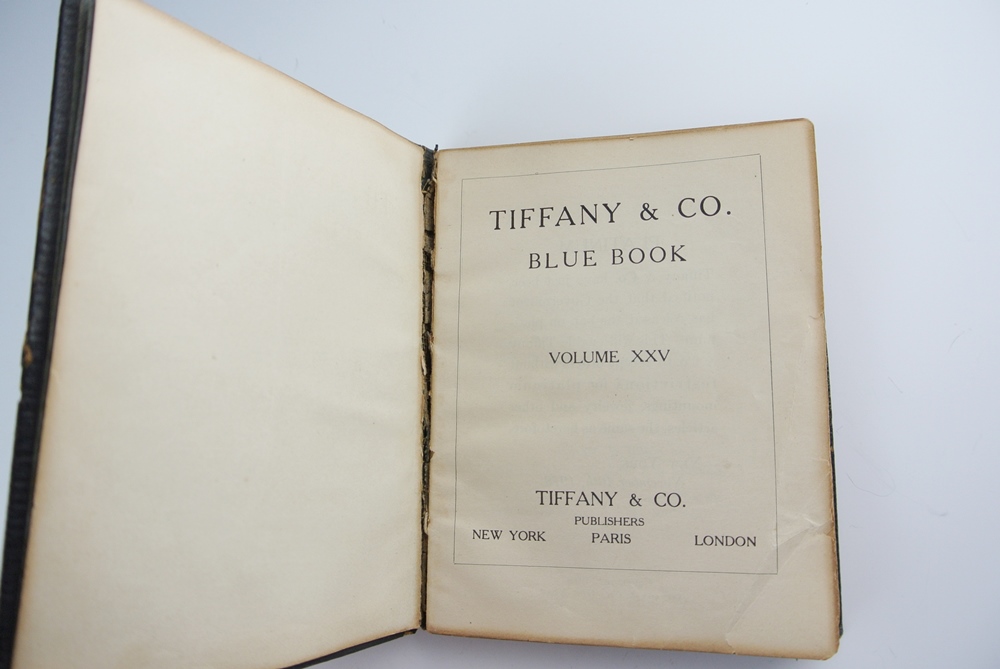 TIFFANY & CO.
BLUE BOOK
VOLUME XXV
TIFFANY & CO.
PUBLISHERS
NEW YORK PARIS LONDON